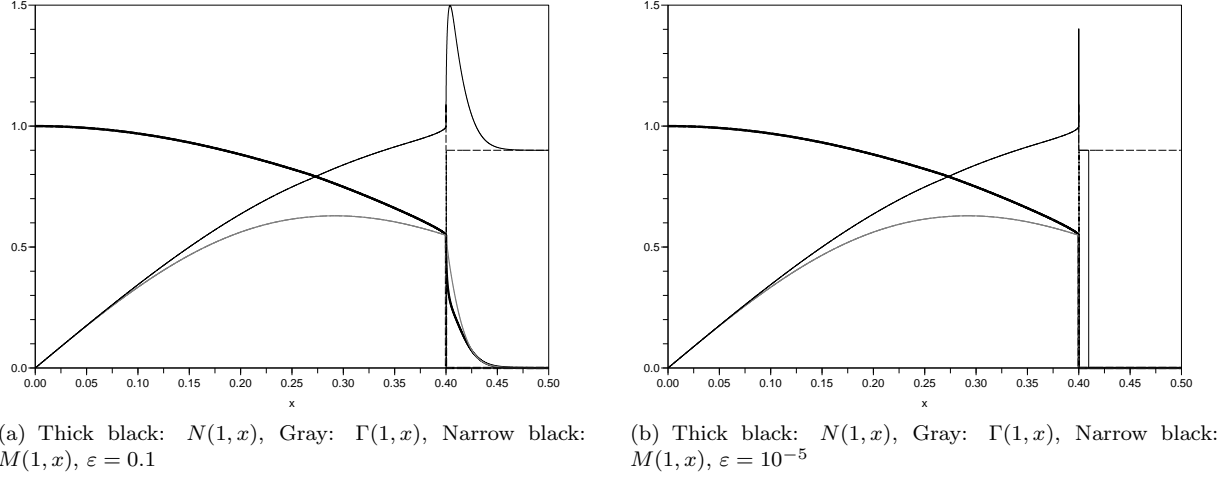 1.5
1.0
0.5
0.0
0.00 0.05 0.10 0.15 0.20 0.25 0.30 0.35 0.40 0.45 0.50
x
1.5
1.0
0.5
0.0
0.00 0.05 0.10 0.15 0.20 0.25 0.30 0.35 0.40 0.45 0.50
x
(a) Thick black: N(1, x), Gray: Γ(1, x), Narrow black:
M(1, x), ε = 0.1
(b) Thick black: N(1, x), Gray: Γ(1, x), Narrow black:
M(1, x), ε = 10⁻⁵